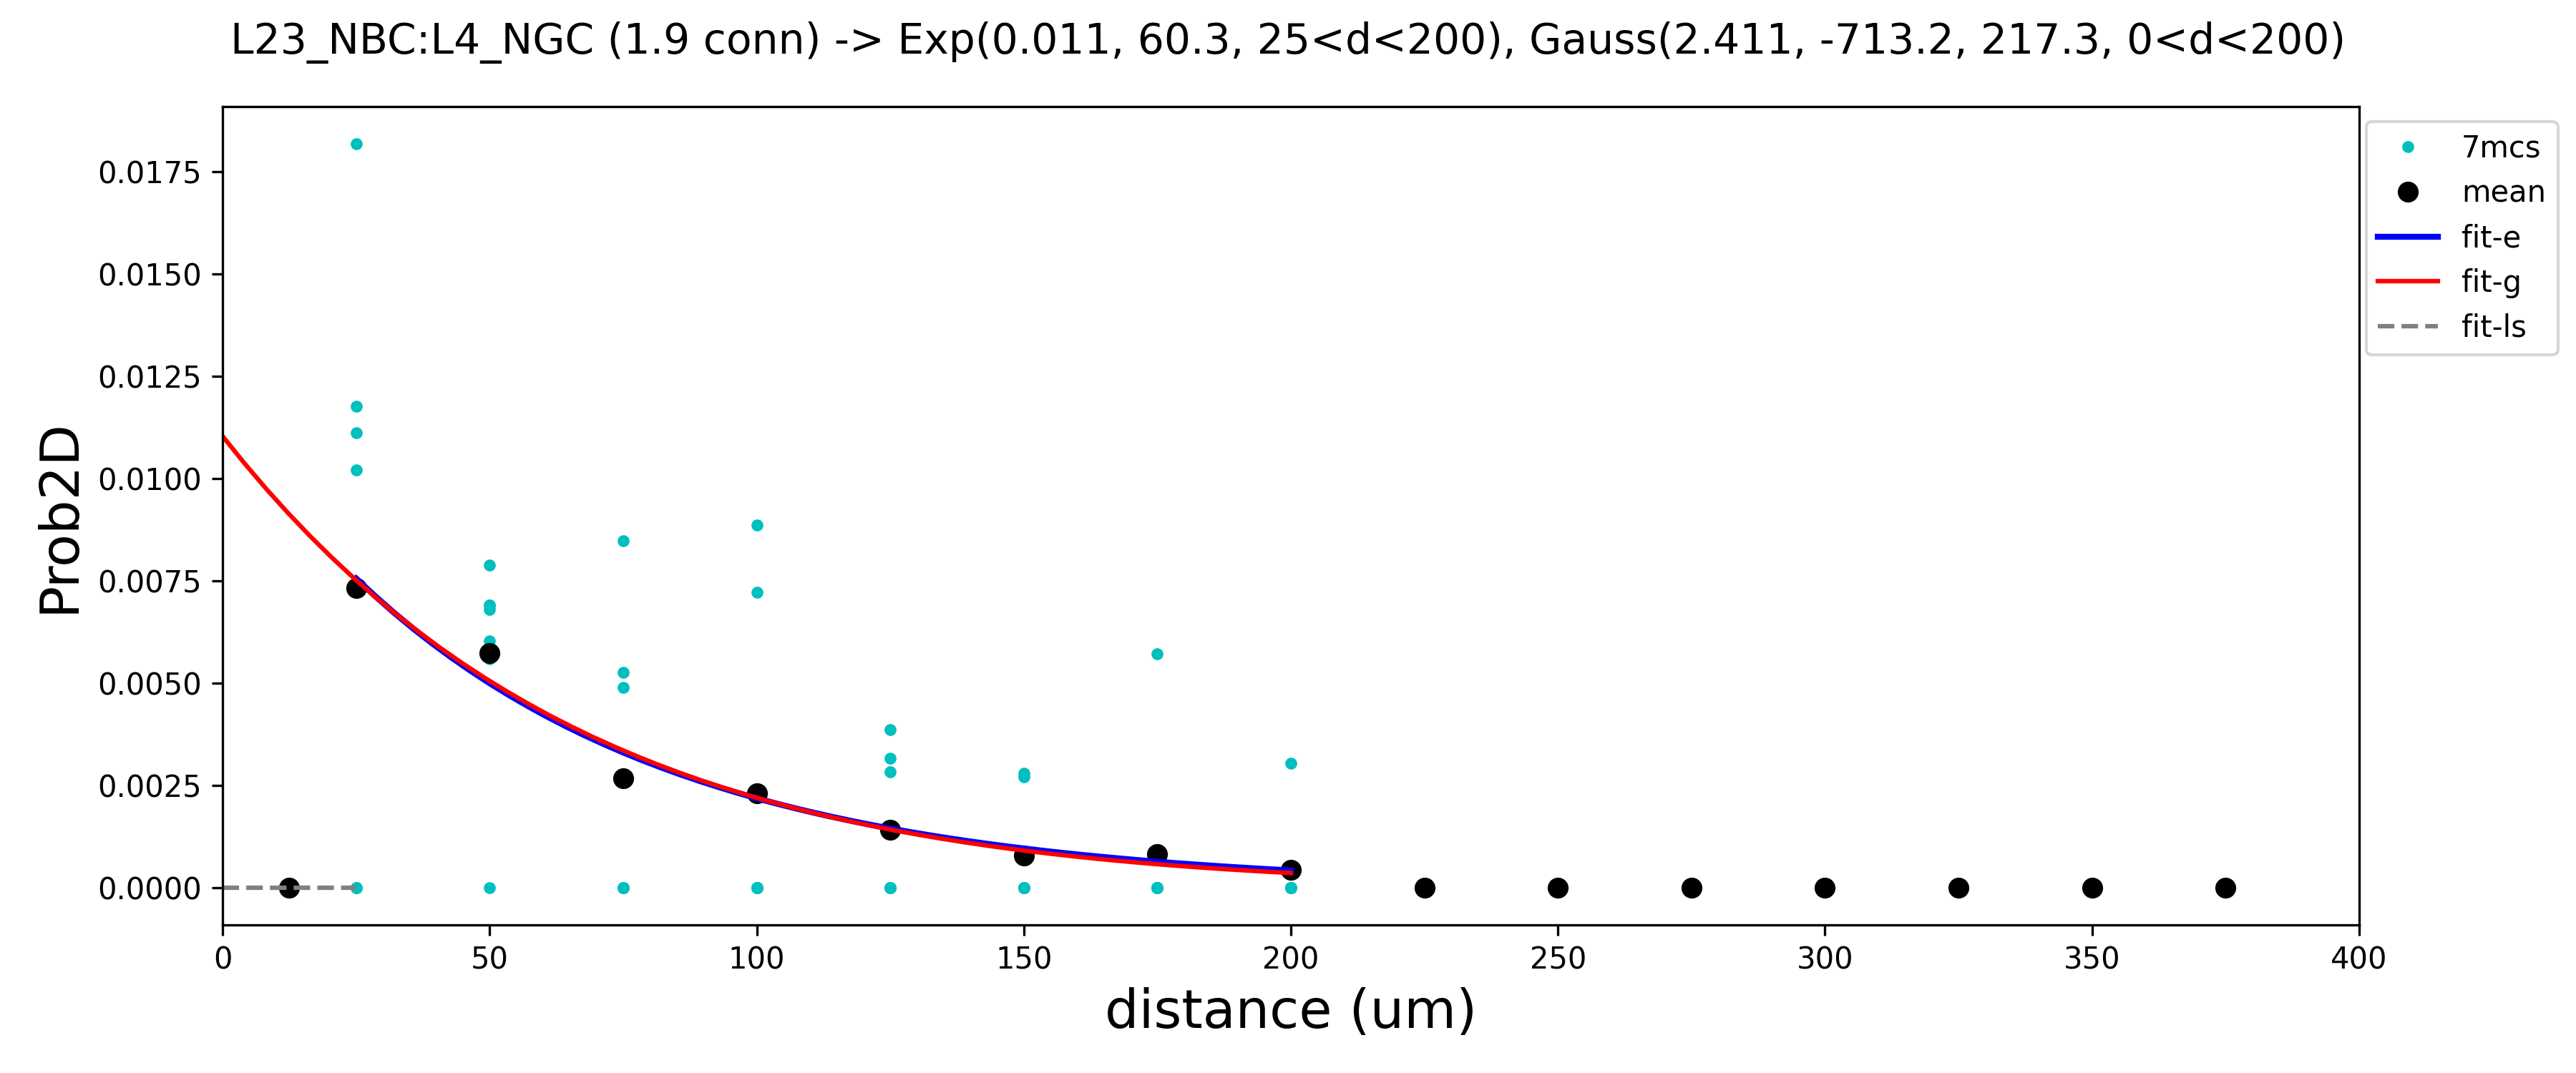 L23_NBC:L4_NGC (1.9 conn) -> Exp(0.011, 60.3, 25<d<200), Gauss(2.411, -713.2, 217.3, 0<d<200)
7mcs
mean
fit-e
fit-g
fit-ls
Prob2D
0.0175
0.0150
0.0125
0.0100
0.0075
0.0050
0.0025
0.0000
0 50 100 150 200 250 300 350 400
distance (um)